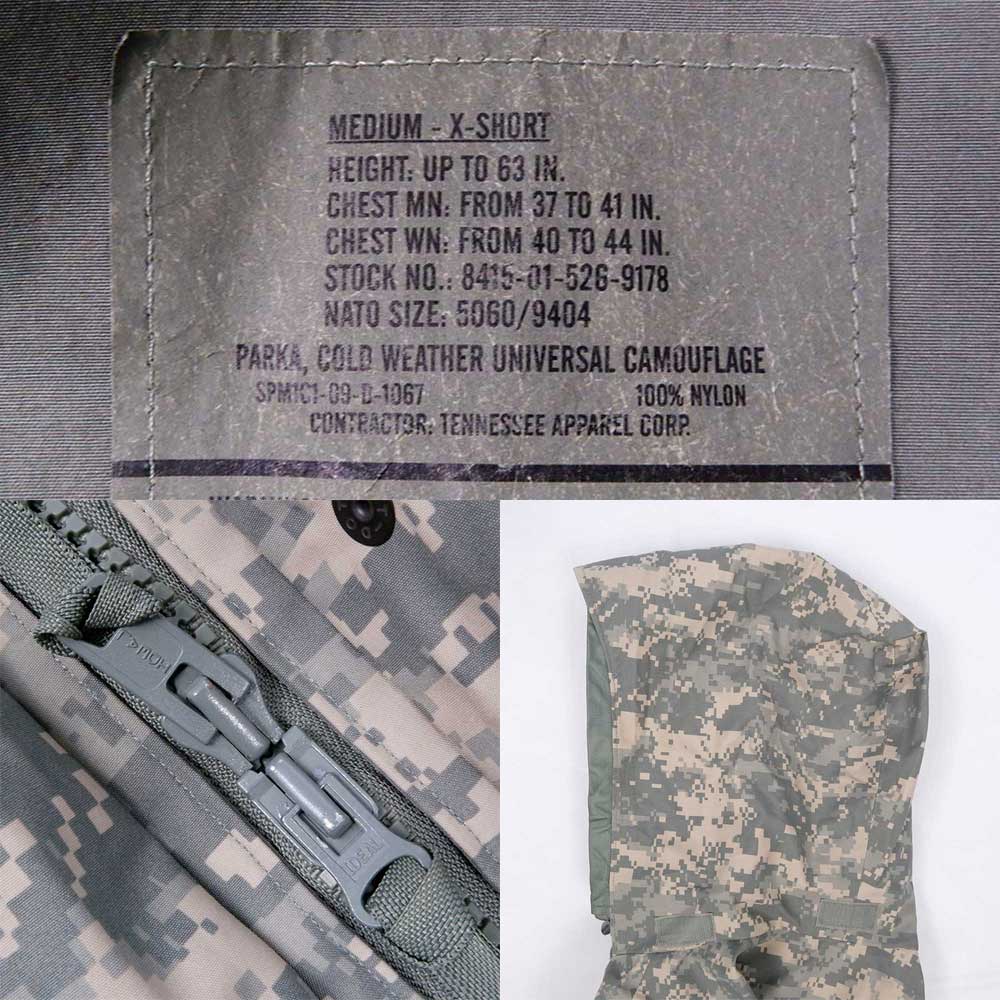 MEDIUM - X-SHORT
HEIGHT: UP TO 63 IN.
CHEST MN: FROM 37 TO 41 IN.
CHEST WN: FROM 40 TO 44 IN.
STOCK NO.: 8415-01-526-9178
NATO SIZE: 5060/9404
PARKA, COLD WEATHER UNIVERSAL CAMOUFLAGE
SPM1C1-09-D-1067 100% NYLON
CONTRACTOR: TENNESSEE APPAREL CORP.
IDEAL